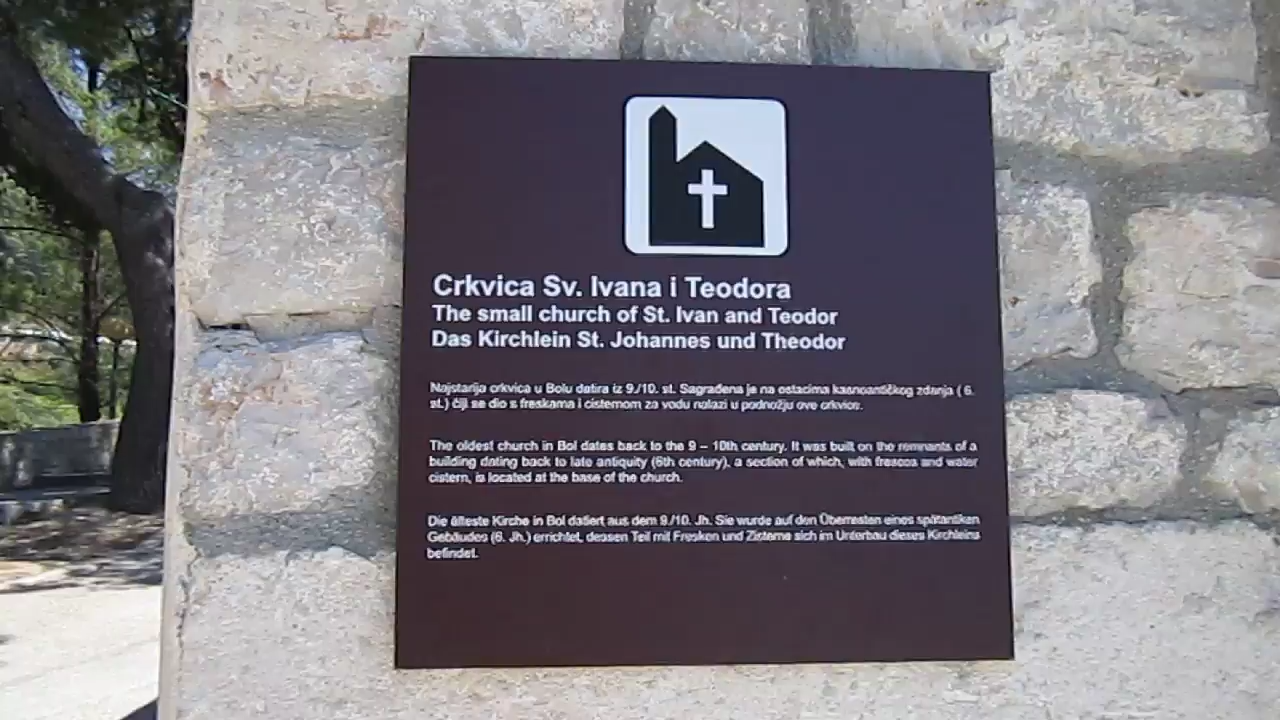 Crkvica Sv. Ivana i Teodora
The small church of St. Ivan and Teodor
Das Kirchlein St. Johannes und Theodor
Najstarija crkvica u Bolu datira iz 9./10. st. Sagrađena je na ostacima kasnoantičkog zdanja ( 6.
st.) čiji se dio s freskama i cisternom za vodu nalazi u podnožju ove crkvice.
The oldest church in Bol dates back to the 9 – 10th century. It was built on the remnants of a
building dating back to late antiquity (6th century), a section of which, with frescos and water
cistern, is located at the base of the church.
Die älteste Kirche in Bol datiert aus dem 9./10. Jh. Sie wurde auf den Überresten eines spätantiken
Gebäudes (6. Jh.) errichtet, dessen Teil mit Fresken und Zisterne sich im Unterbau dieses Kirchleins
befindet.